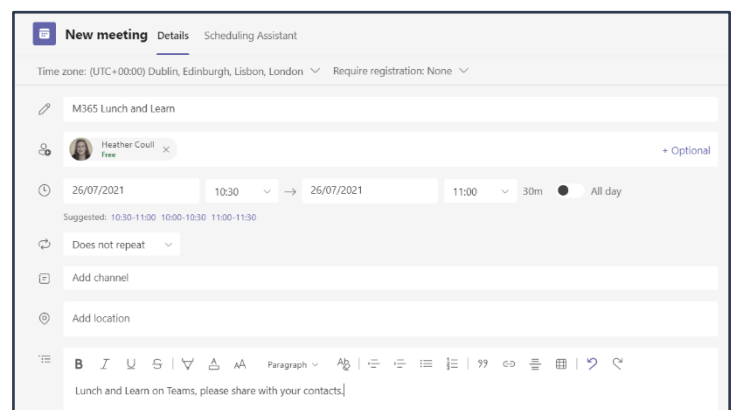 New meeting Details Scheduling Assistant
Time zone: (UTC+00:00) Dublin, Edinburgh, Lisbon, London Require registration: None
M365 Lunch and Learn
Heather Coull
Free
+ Optional
26/07/2021 10:30 → 26/07/2021 11:00 30m All day
Suggested: 10:30-11:00 10:00-10:30 11:00-11:30
Does not repeat
Add channel
Add location
B I U S A AA Paragraph Ab
Lunch and Learn on Teams, please share with your contacts.